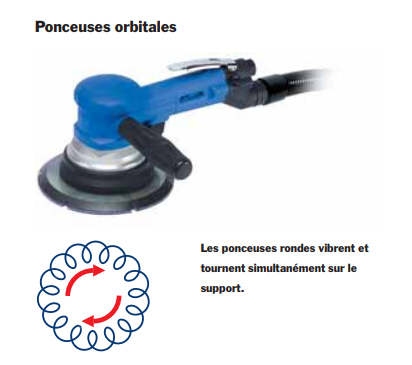 Ponceuses orbitales
Les ponceuses rondes vibrent et
tournent simultanément sur le
support.